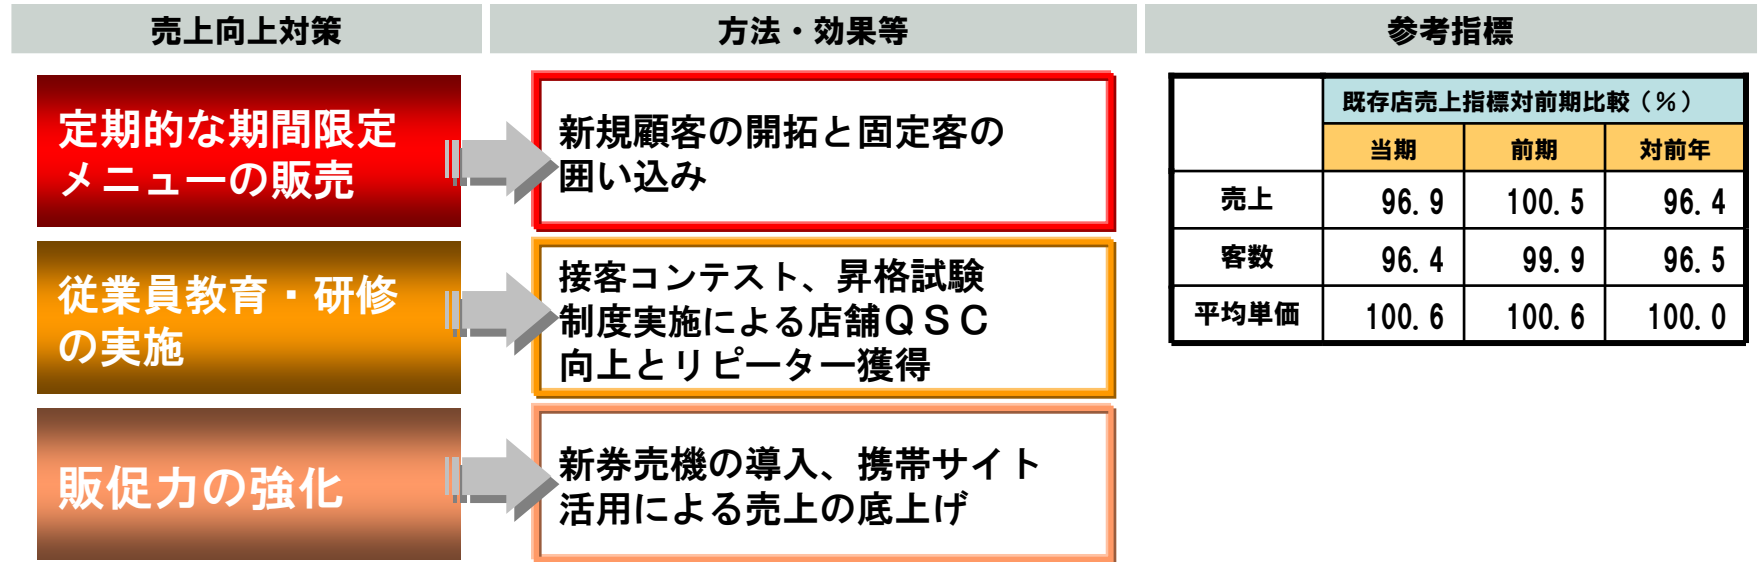 売上向上対策
方法・効果等
参考指標
定期的な期間限定
メニューの販売
新規顧客の開拓と固定客の
囲い込み
従業員教育・研修
の実施
接客コンテスト、昇格試験
制度実施による店舗ＱＳＣ
向上とリピーター獲得
販促力の強化
新券売機の導入、携帯サイト
活用による売上の底上げ
既存店売上指標対前期比較（％）
当期 前期 対前年
売上 96.9 100.5 96.4
客数 96.4 99.9 96.5
平均単価 100.6 100.6 100.0